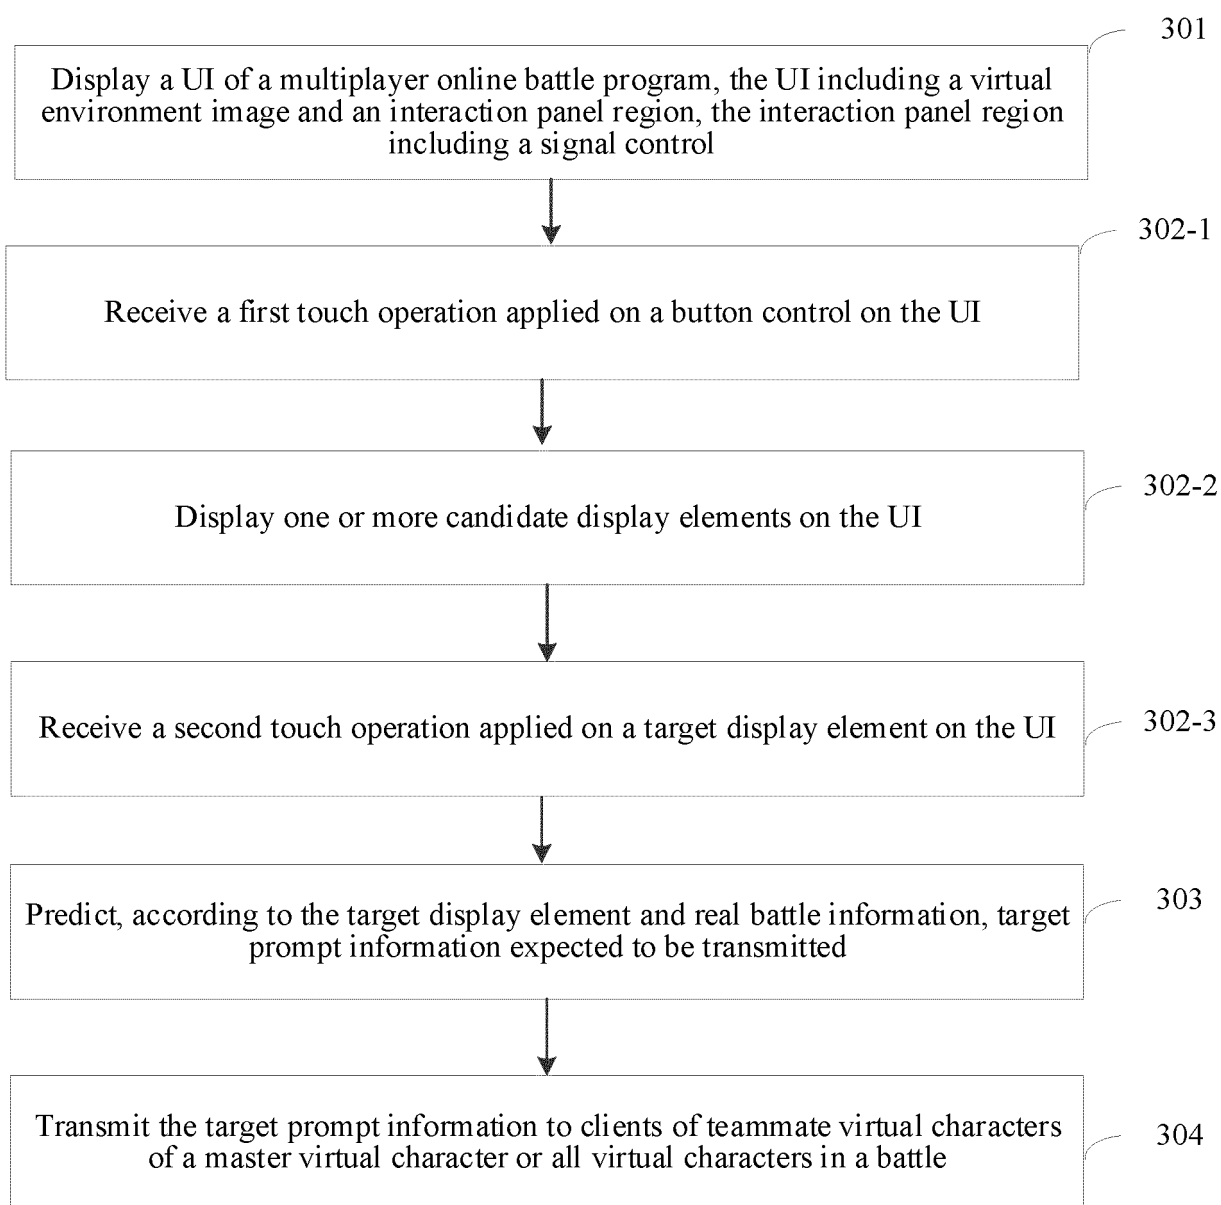 301
Display a UI of a multiplayer online battle program, the UI including a virtual
environment image and an interaction panel region, the interaction panel region
including a signal control
302-1
Receive a first touch operation applied on a button control on the UI
302-2
Display one or more candidate display elements on the UI
302-3
Receive a second touch operation applied on a target display element on the UI
303
Predict, according to the target display element and real battle information, target
prompt information expected to be transmitted
304
Transmit the target prompt information to clients of teammate virtual characters
of a master virtual character or all virtual characters in a battle